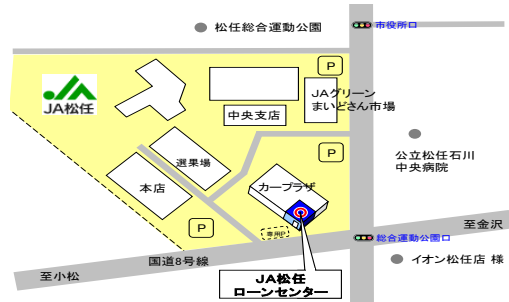 松任総合運動公園
市役所口
P
JA松任
JAグリーン
まいどさん市場
中央支店
P
選果場
公立松任石川
中央病院
カープラザ
本店
P
専用P
至金沢
総合運動公園口
国道8号線
イオン松任店 様
至小松
JA松任
ローンセンター